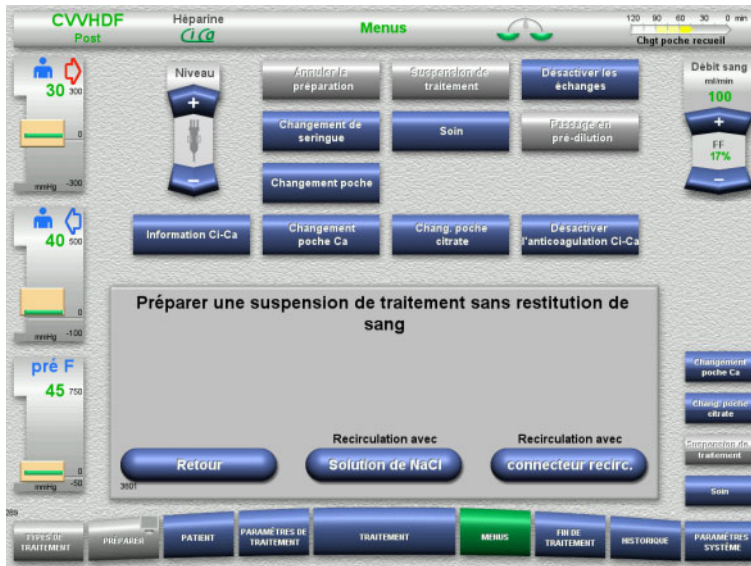 CVVHDF
Post
Héparine
CiCa
Menus
120 90 60 30 0 min
Chgt poche recueil
30 300
0
mmHg -300
40 500
0
mmHg -100
pré F
45 750
0
mmHg -50
Niveau
+
−
Annuler la
préparation
Suspension de
traitement
Désactiver les
échanges
Changement de
seringue
Soin
Passage en
pré-dilution
Changement poche
Information Ci-Ca
Changement
poche Ca
Chang. poche
citrate
Désactiver
l'anticoagulation Ci-Ca
Débit sang
ml/min
100
+
FF
17%
−
Préparer une suspension de traitement sans restitution de
sang
Retour
Recirculation avec
Solution de NaCl
Recirculation avec
connecteur recirc.
3601
Changement
poche Ca
Chang. poche
citrate
Suspension de
traitement
Soin
289
TYPES DE
TRAITEMENT
PRÉPARER
PATIENT
PARAMÈTRES DE
TRAITEMENT
TRAITEMENT
MENUS
FIN DE
TRAITEMENT
HISTORIQUE
PARAMÈTRES
SYSTÈME